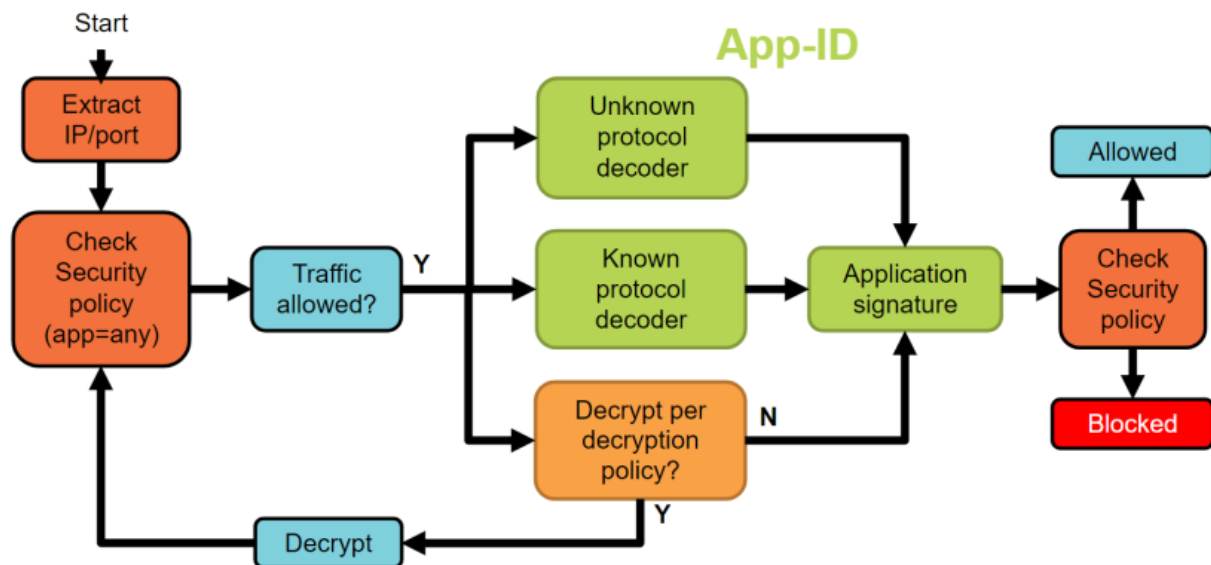 Start
App-ID
Extract
IP/port
Unknown
protocol
decoder
Allowed
Check
Security
policy
(app=any)
Traffic
allowed?
Y
Known
protocol
decoder
Application
signature
Check
Security
policy
Decrypt per
decryption
policy?
N
Blocked
Y
Decrypt